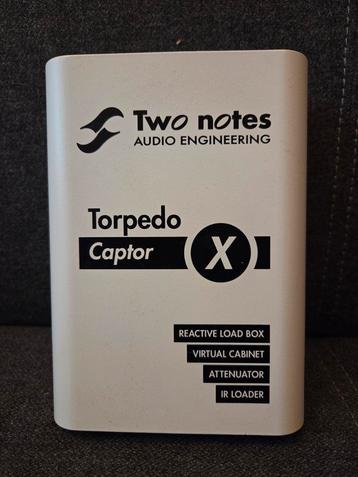 Two notes
AUDIO ENGINEERING
Torpedo
Captor X
REACTIVE LOAD BOX
VIRTUAL CABINET
ATTENUATOR
IR LOADER